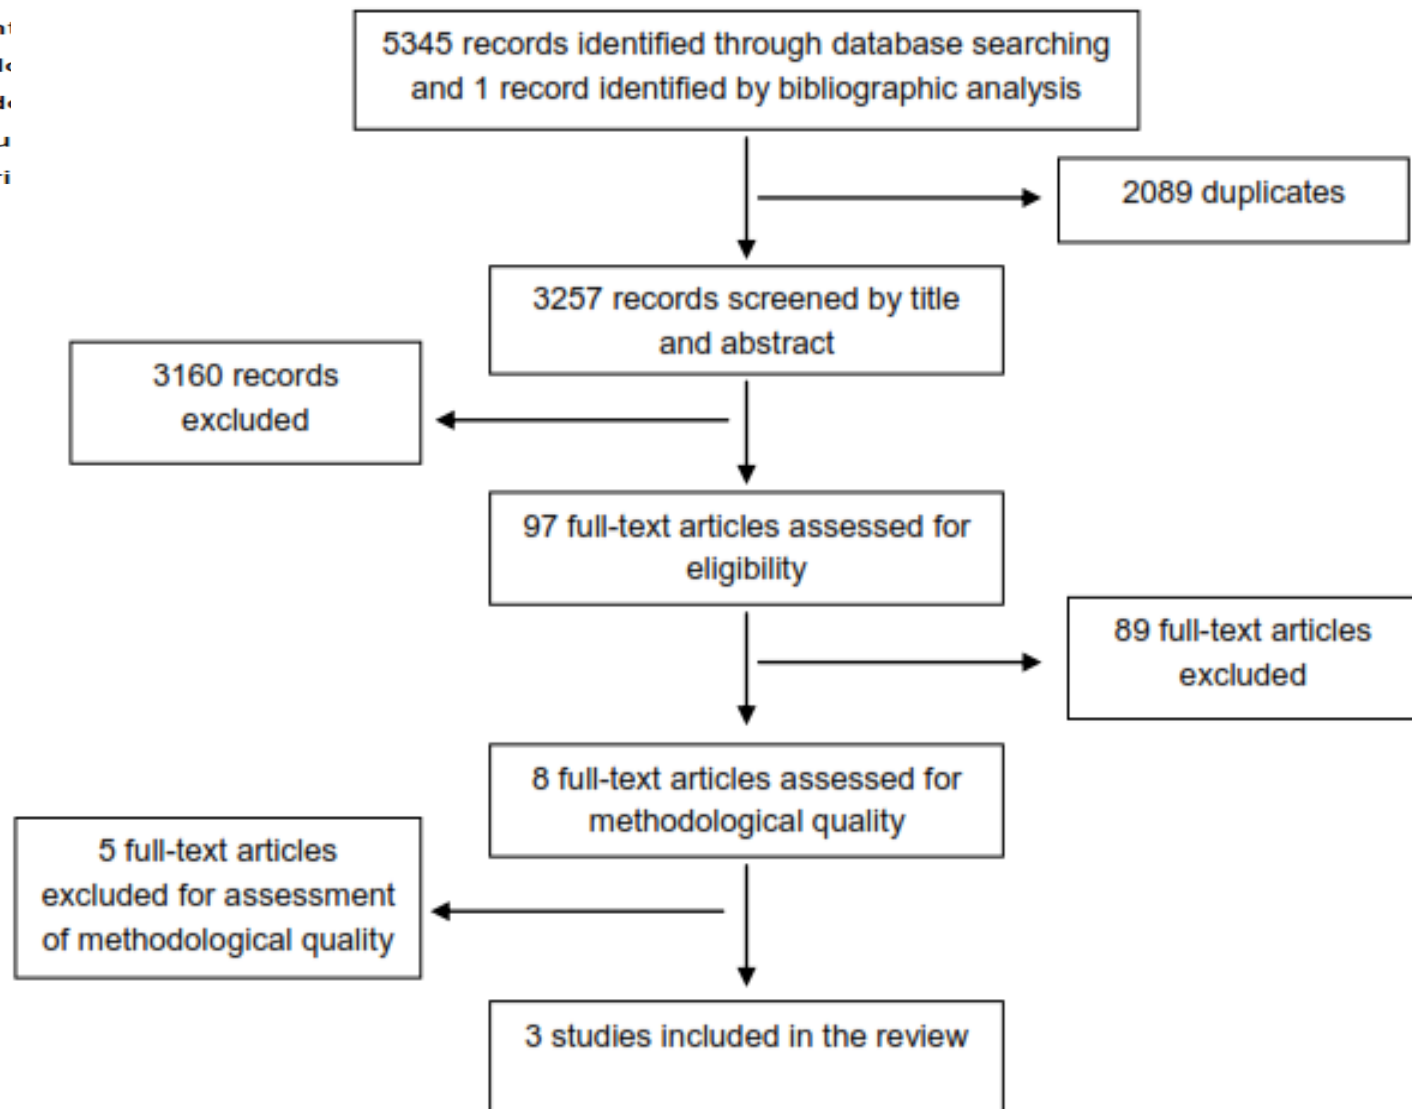 5345 records identified through database searching
and 1 record identified by bibliographic analysis
2089 duplicates
3257 records screened by title
and abstract
3160 records
excluded
97 full-text articles assessed for
eligibility
89 full-text articles
excluded
8 full-text articles assessed for
methodological quality
5 full-text articles
excluded for assessment
of methodological quality
3 studies included in the review